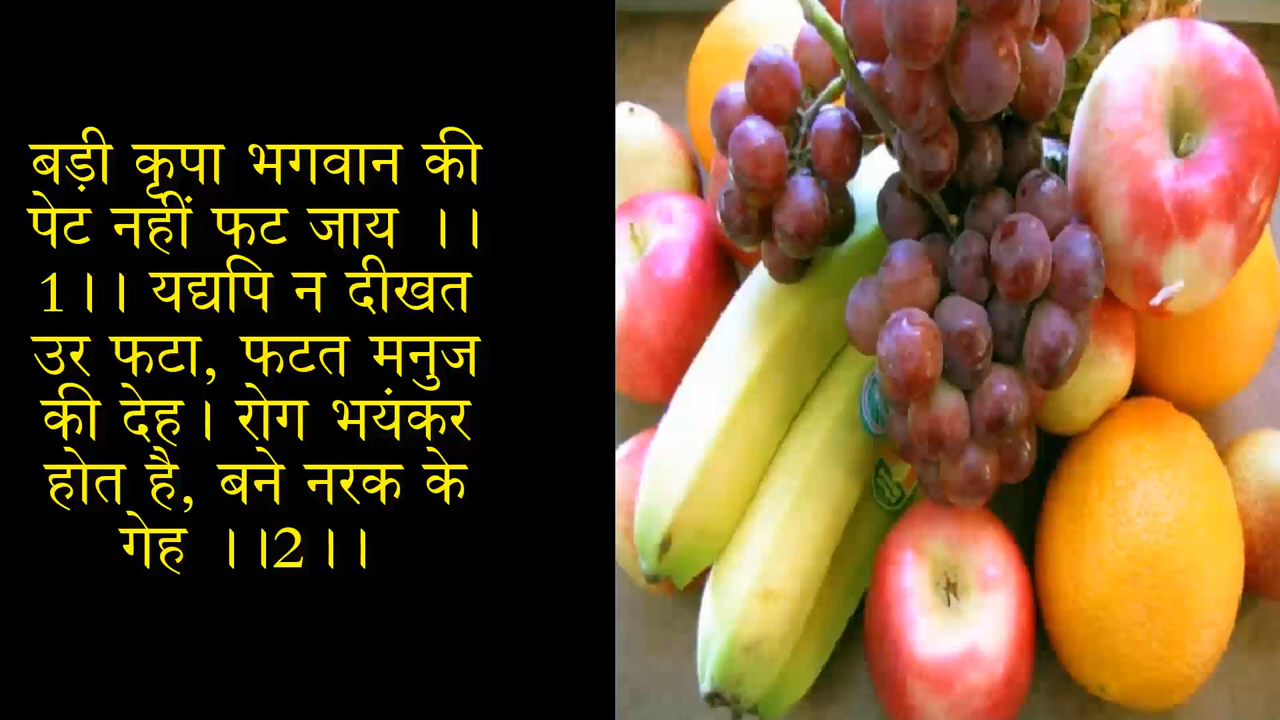 बड़ी कृपा भगवान की
पेट नहीं फट जाय ।।
1।। यद्यपि न दीखत
उर फटा, फटत मनुज
की देह। रोग भयंकर
होत है, बने नरक के
गेह ।।2।।